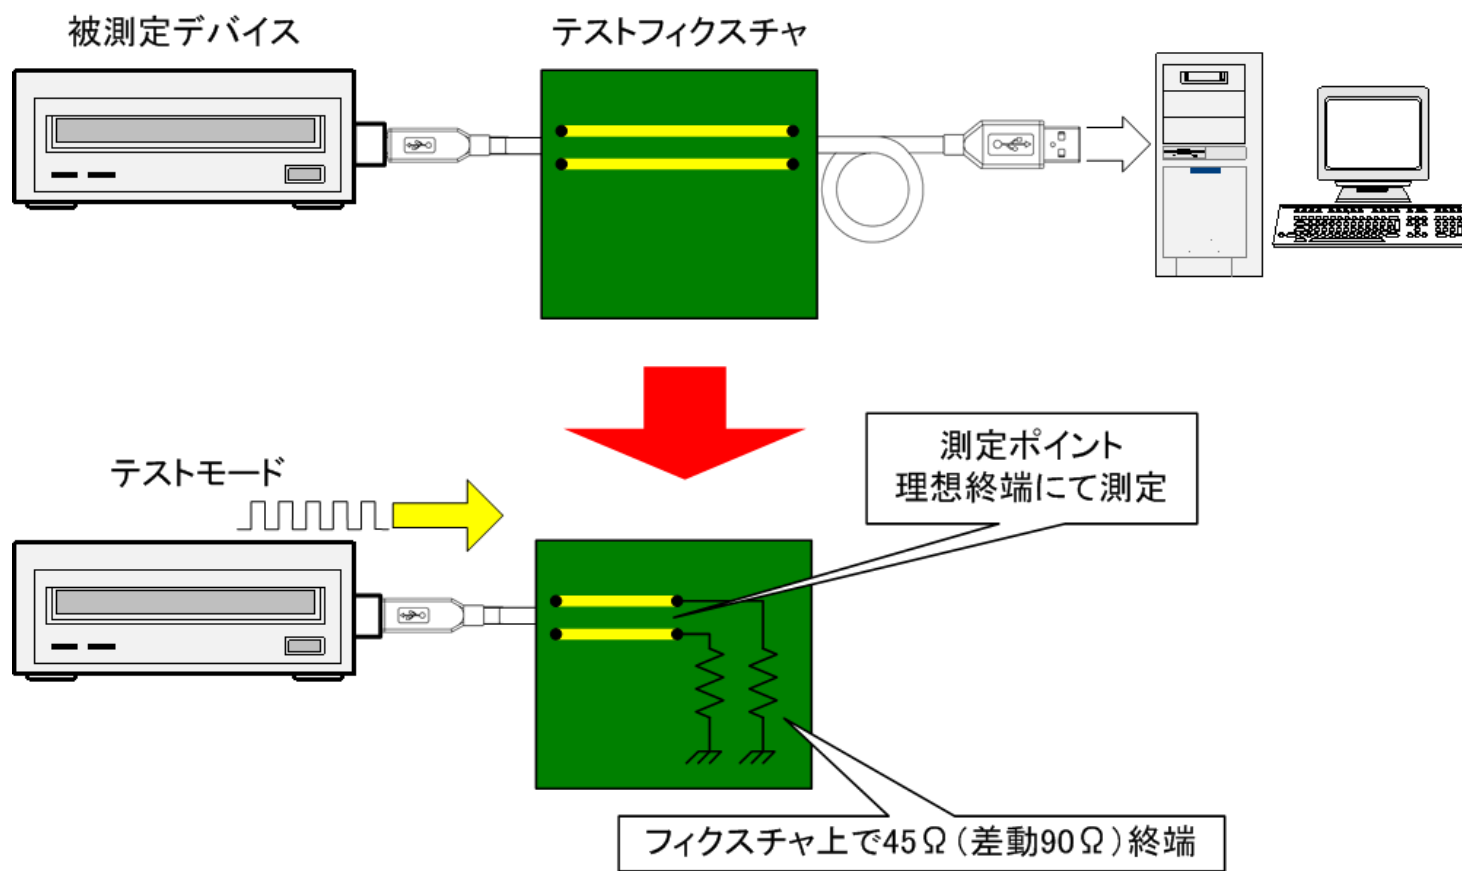 被測定デバイス
テストフィクスチャ
テストモード
測定ポイント
理想終端にて測定
フィクスチャ上で45Ω(差動90Ω)終端